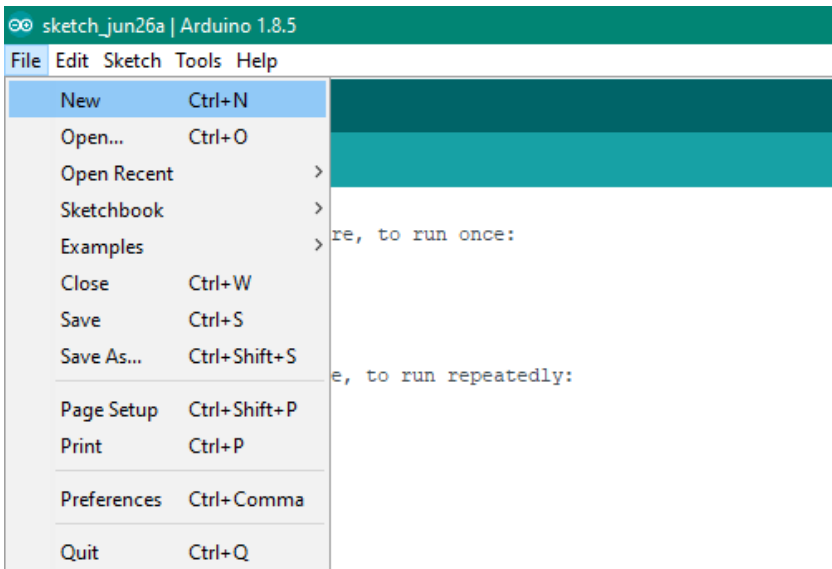 sketch_jun26a | Arduino 1.8.5
File Edit Sketch Tools Help
New Ctrl+N
Open... Ctrl+O
Open Recent
Sketchbook
Examples
Close Ctrl+W
Save Ctrl+S
Save As... Ctrl+Shift+S
Page Setup Ctrl+Shift+P
Print Ctrl+P
Preferences Ctrl+Comma
Quit Ctrl+Q
re, to run once:
e, to run repeatedly: